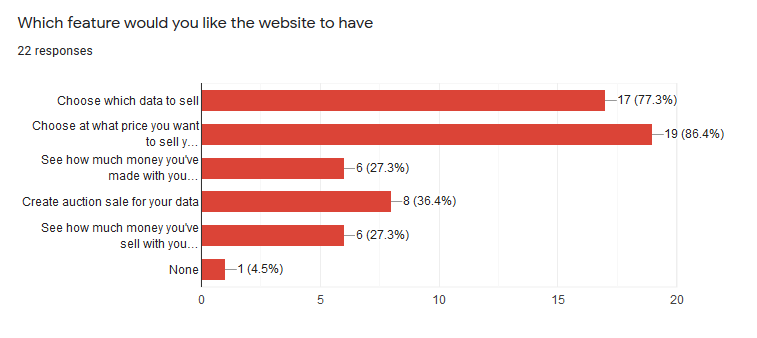 Which feature would you like the website to have
22 responses
Choose which data to sell
17 (77.3%)
Choose at what price you want
to sell y...
19 (86.4%)
See how much money you've
made with you...
6 (27.3%)
Create auction sale for your data
8 (36.4%)
See how much money you've
sell with you...
6 (27.3%)
None
1 (4.5%)
0 5 10 15 20